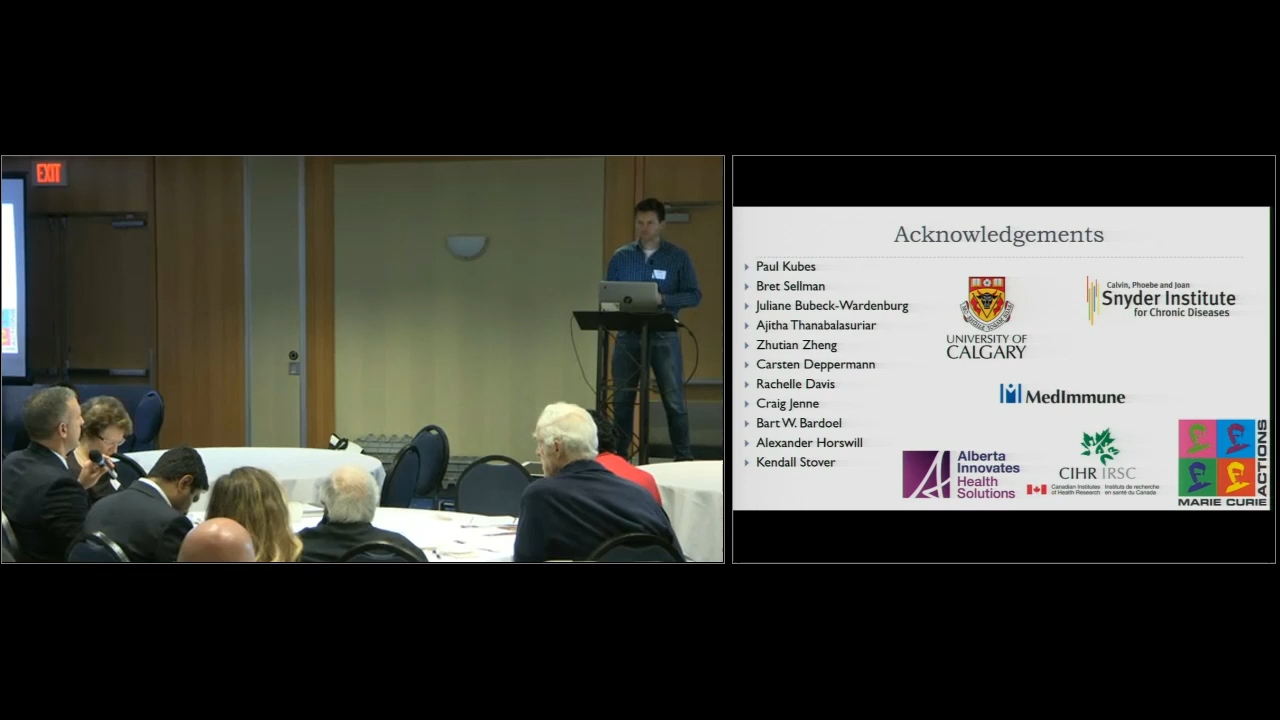 EXIT
Acknowledgements
Paul Kubes
Bret Sellman
Juliane Bubeck-Wardenburg
Ajitha Thanabalasuriar
Zhutian Zheng
Carsten Deppermann
Rachelle Davis
Craig Jenne
Bart W. Bardoel
Alexander Horswill
Kendall Stover
UNIVERSITY OF
CALGARY
Calvin, Phoebe and Joan
Snyder Institute
for Chronic Diseases
MedImmune
Alberta
Innovates
Health
Solutions
CIHR IRSC
Canadian Institutes
of Health Research
Instituts de recherche
en santé du Canada
MARIE CURIE
ACTIONS